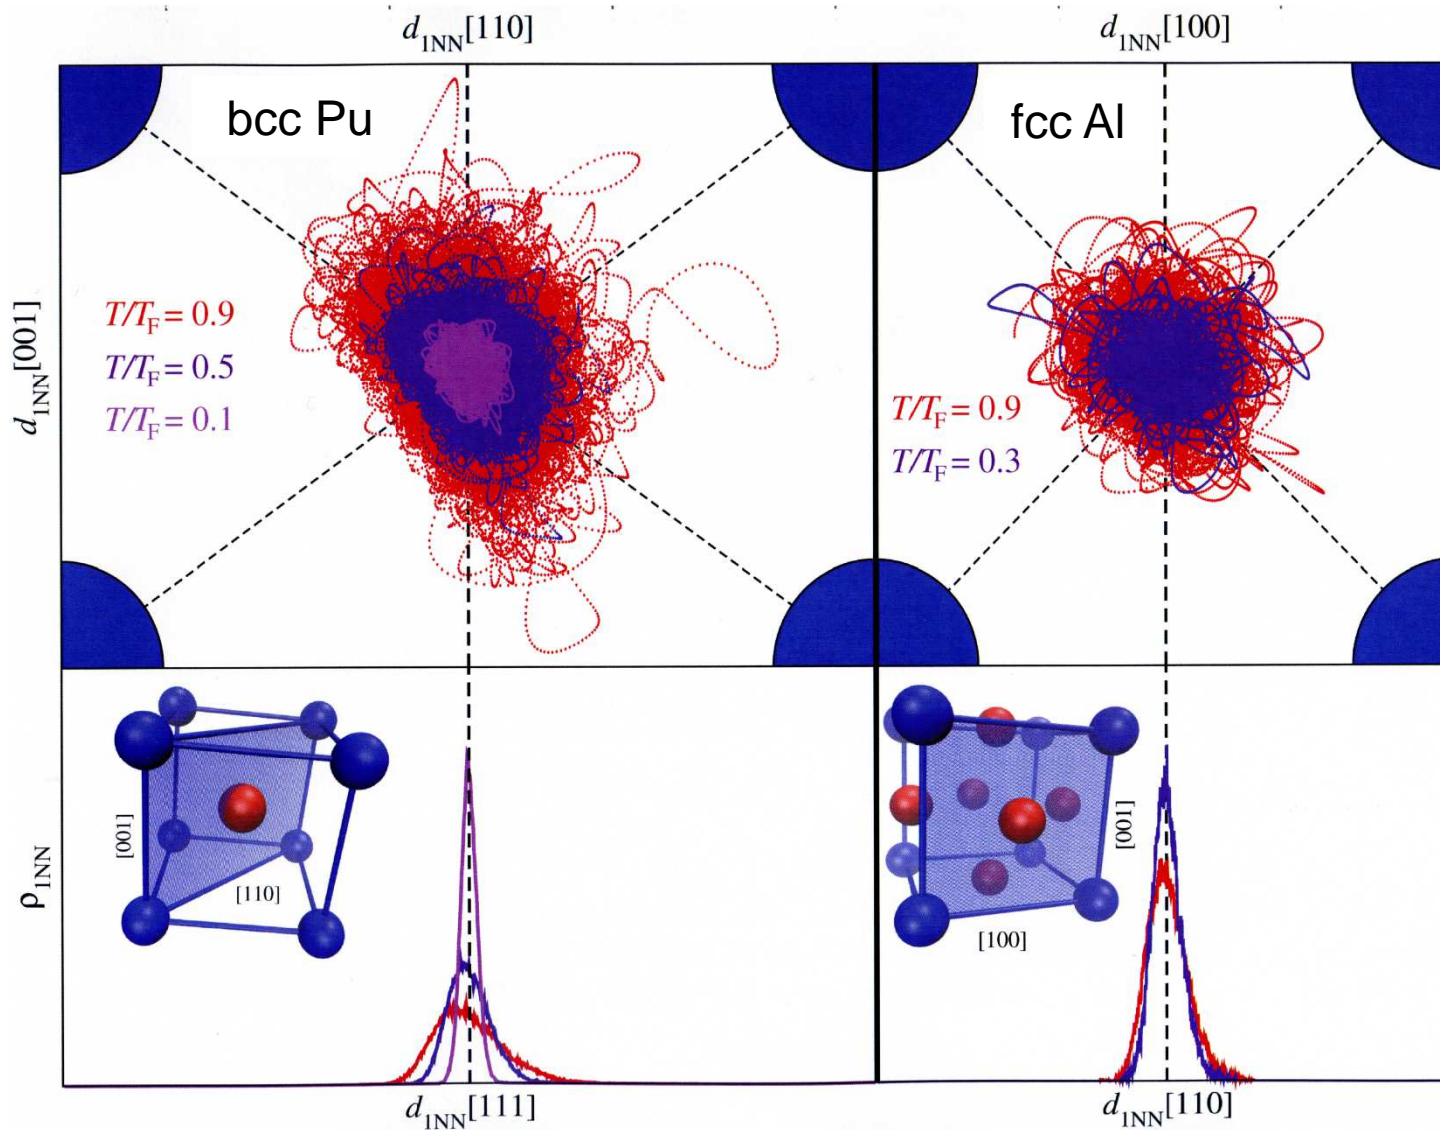 d1NN[110]
d1NN[100]
bcc Pu
fcc Al
d1NN[001]
T/TF = 0.9
T/TF = 0.5
T/TF = 0.1
T/TF = 0.9
T/TF = 0.3
ρ1NN
[001]
[110]
[001]
[100]
d1NN[111]
d1NN[110]